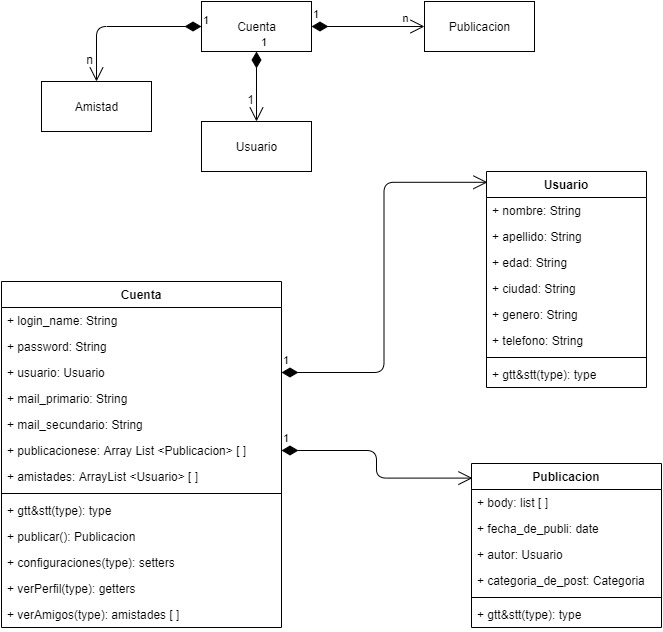 1
Cuenta
1
1
n
Publicacion
n
Amistad
1
Usuario
Usuario
+ nombre: String
+ apellido: String
+ edad: String
+ ciudad: String
+ genero: String
+ telefono: String
+ gtt&stt(type): type
Cuenta
+ login_name: String
+ password: String
+ usuario: Usuario
+ mail_primario: String
+ mail_secundario: String
+ publicacionese: Array List <Publicacion> [ ]
+ amistades: ArrayList <Usuario> [ ]
+ gtt&stt(type): type
+ publicar(): Publicacion
+ configuraciones(type): setters
+ verPerfil(type): getters
+ verAmigos(type): amistades [ ]
1
1
Publicacion
+ body: list [ ]
+ fecha_de_publi: date
+ autor: Usuario
+ categoria_de_post: Categoria
+ gtt&stt(type): type